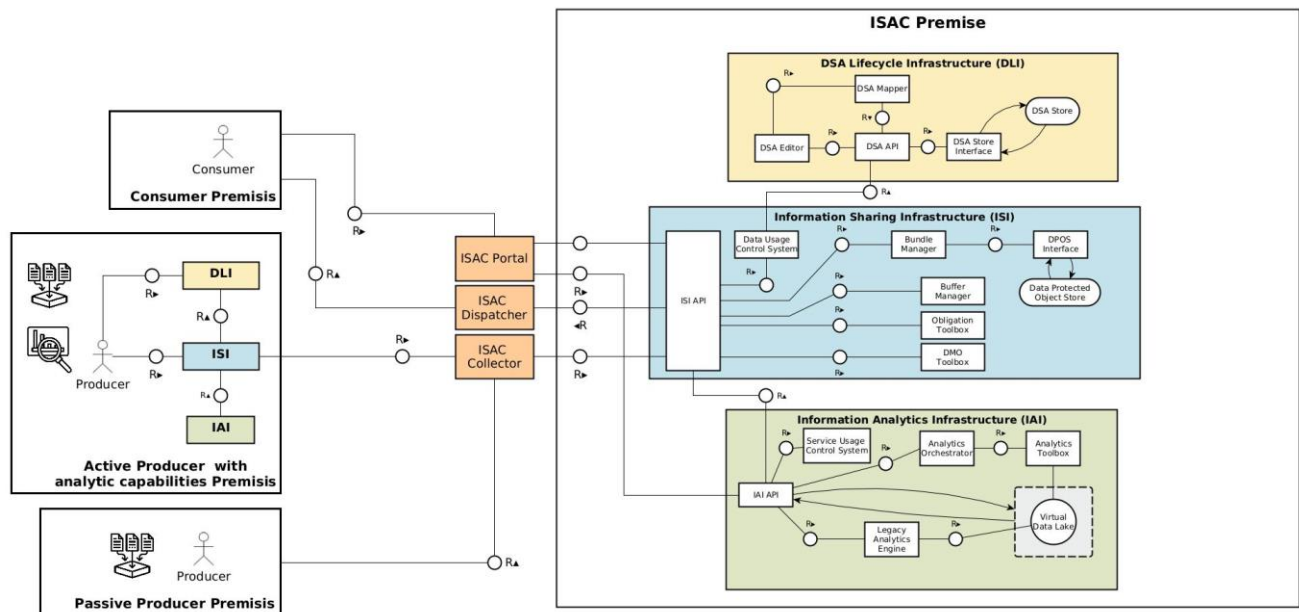 ISAC Premise
DSA Lifecycle Infrastructure (DLI)
R►
DSA Mapper
DSA Store
R▼
R►
R►
DSA Editor
DSA API
DSA Store
Interface
R▲
Consumer
Consumer Premisis
R►
R▲
DLI
R►
R▲
ISI
Producer
R►
R▲
IAI
Active Producer with
analytic capabilities Premisis
R►
Producer
Passive Producer Premisis
R▲
ISAC Portal
ISAC
Dispatcher
ISAC
Collector
R►
◄R
R►
Information Sharing Infrastructure (ISI)
Data Usage
Control System
R►
Bundle
Manager
R►
DPOS
Interface
R►
Data Protected
Object Store
ISI API
R►
Buffer
Manager
R►
Obligation
Toolbox
DMO
Toolbox
R►
R▲
Information Analytics Infrastructure (IAI)
R►
Service Usage
Control System
R►
Analytics
Orchestrator
R►
Analytics
Toolbox
IAI API
Virtual
Data Lake
R►
Legacy
Analytics
Engine
R►